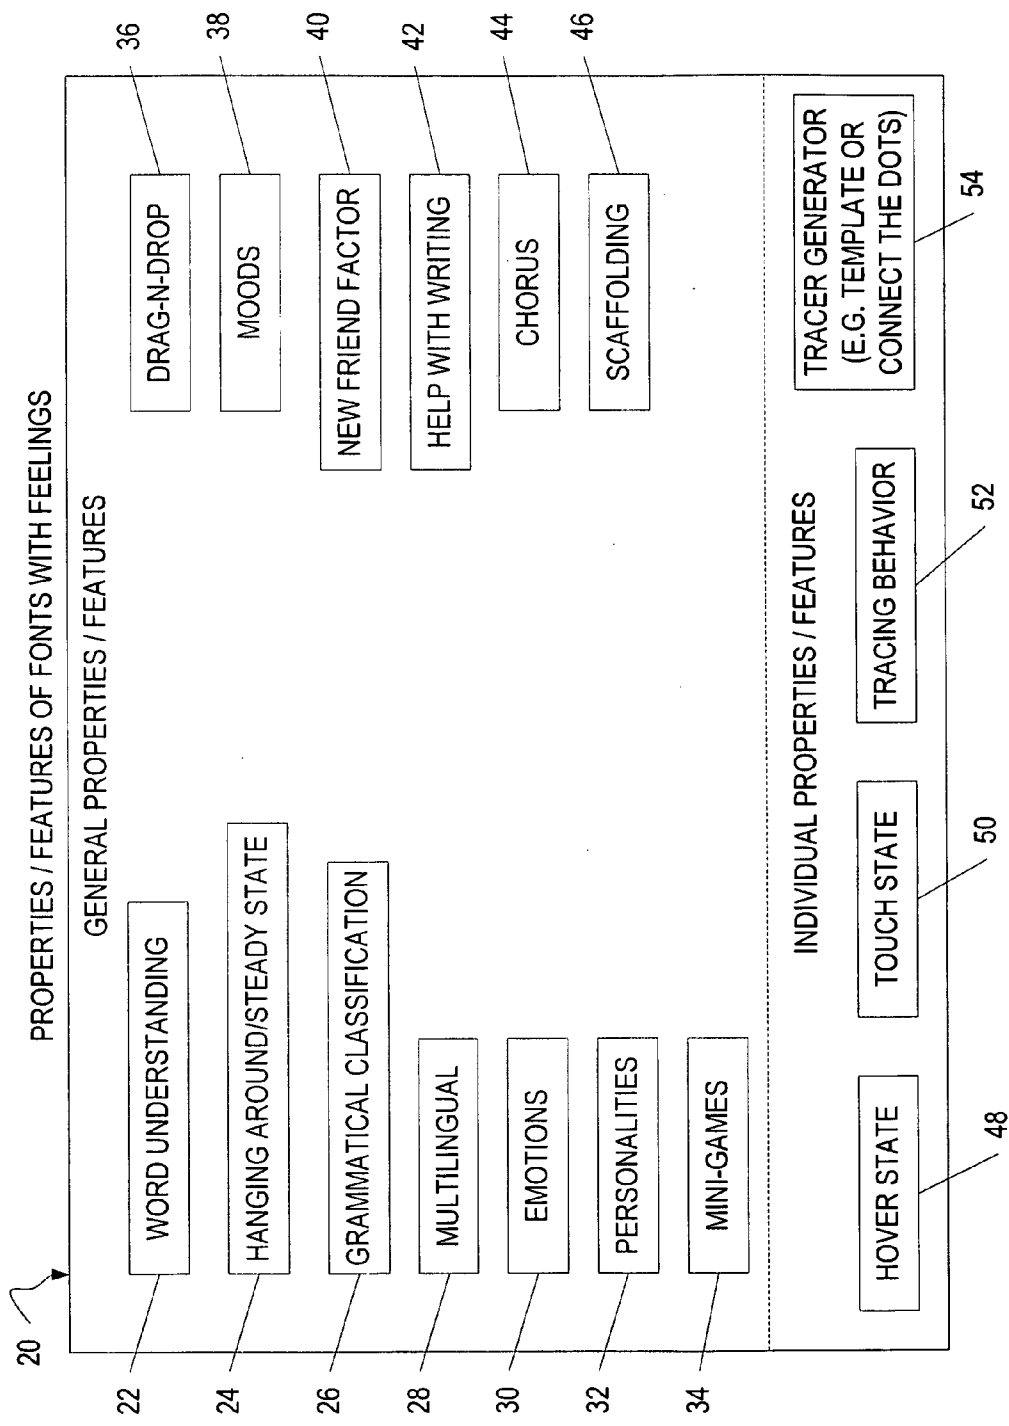 PROPERTIES / FEATURES OF FONTS WITH FEELINGS
20
GENERAL PROPERTIES / FEATURES
22
WORD UNDERSTANDING
24
HANGING AROUND/STEADY STATE
26
GRAMMATICAL CLASSIFICATION
28
MULTILINGUAL
30
EMOTIONS
32
PERSONALITIES
34
MINI-GAMES
DRAG-N-DROP
36
MOODS
38
NEW FRIEND FACTOR
40
HELP WITH WRITING
42
CHORUS
44
SCAFFOLDING
46
INDIVIDUAL PROPERTIES / FEATURES
HOVER STATE
48
TOUCH STATE
50
TRACING BEHAVIOR
52
TRACER GENERATOR
(E.G. TEMPLATE OR
CONNECT THE DOTS)
54